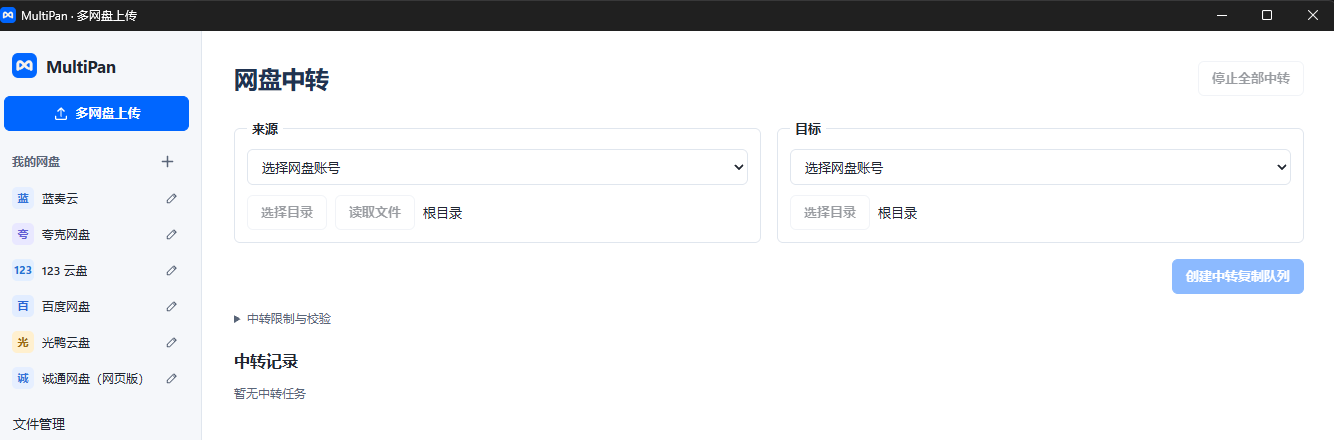 MultiPan · 多网盘上传
MultiPan
多网盘上传
我的网盘
蓝 蓝奏云
夸 夸克网盘
123 123 云盘
百 百度网盘
光 光鸭云盘
诚 诚通网盘（网页版）
文件管理
网盘中转
停止全部中转
来源
选择网盘账号
选择目录 读取文件 根目录
目标
选择网盘账号
选择目录 根目录
创建中转复制队列
中转限制与校验
中转记录
暂无中转任务